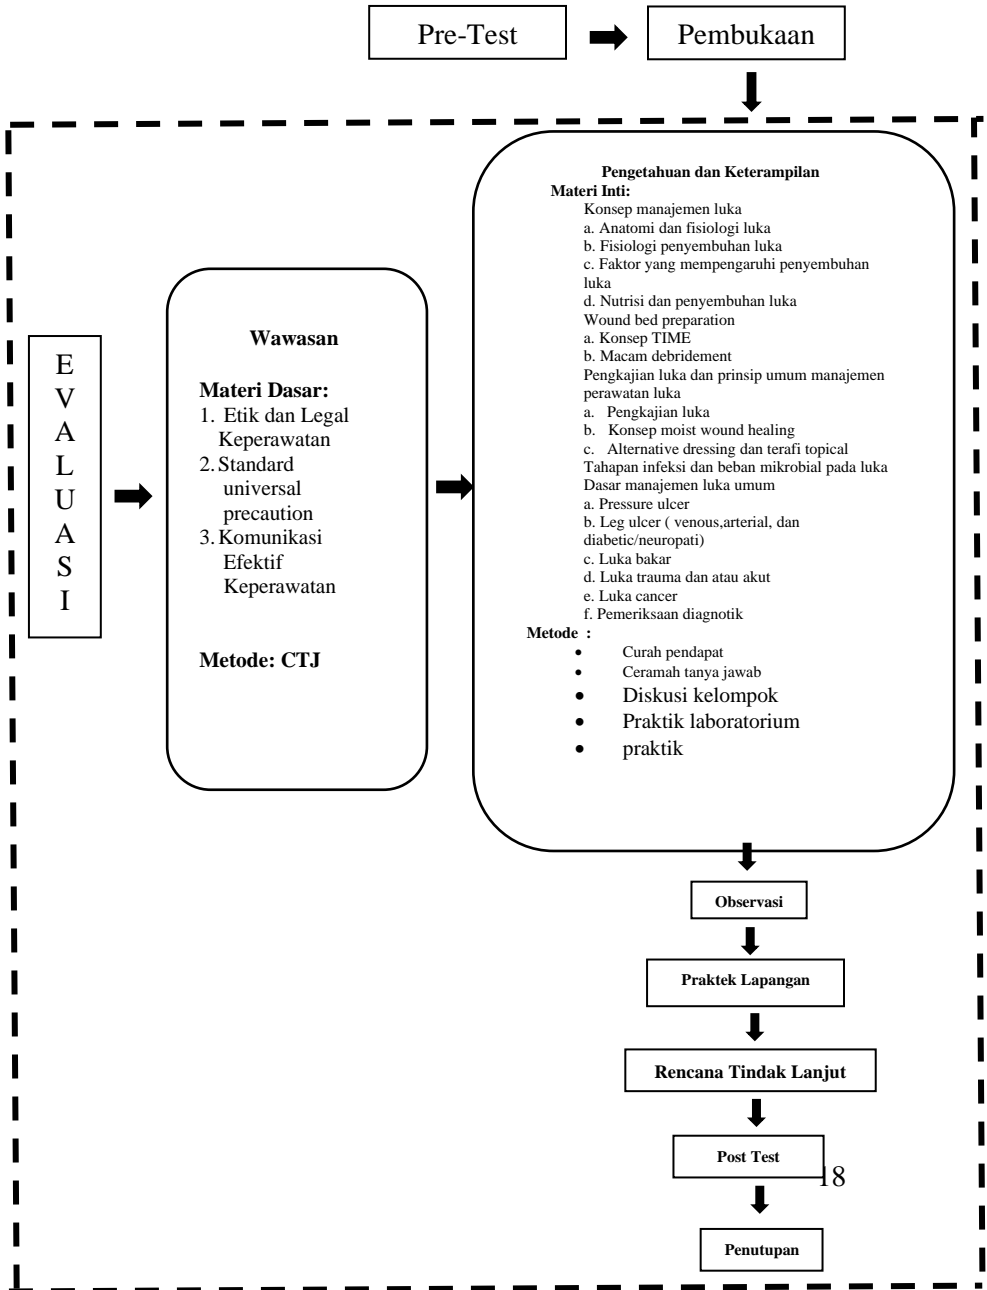 Pre-Test
Pembukaan
E
V
A
L
U
A
S
I
Wawasan
Materi Dasar:
1. Etik dan Legal
Keperawatan
2. Standard
universal
precaution
3. Komunikasi
Efektif
Keperawatan
Metode: CTJ
Pengetahuan dan Keterampilan
Materi Inti:
Konsep manajemen luka
a. Anatomi dan fisiologi luka
b. Fisiologi penyembuhan luka
c. Faktor yang mempengaruhi penyembuhan
luka
d. Nutrisi dan penyembuhan luka
Wound bed preparation
a. Konsep TIME
b. Macam debridement
Pengkajian luka dan prinsip umum manajemen
perawatan luka
a. Pengkajian luka
b. Konsep moist wound healing
c. Alternative dressing dan terafi topical
Tahapan infeksi dan beban mikrobial pada luka
Dasar manajemen luka umum
a. Pressure ulcer
b. Leg ulcer ( venous,arterial, dan
diabetic/neuropati)
c. Luka bakar
d. Luka trauma dan atau akut
e. Luka cancer
f. Pemeriksaan diagnotik
Metode :
• Curah pendapat
• Ceramah tanya jawab
• Diskusi kelompok
• Praktik laboratorium
• praktik
Observasi
Praktek Lapangan
Rencana Tindak Lanjut
Post Test
18
Penutupan